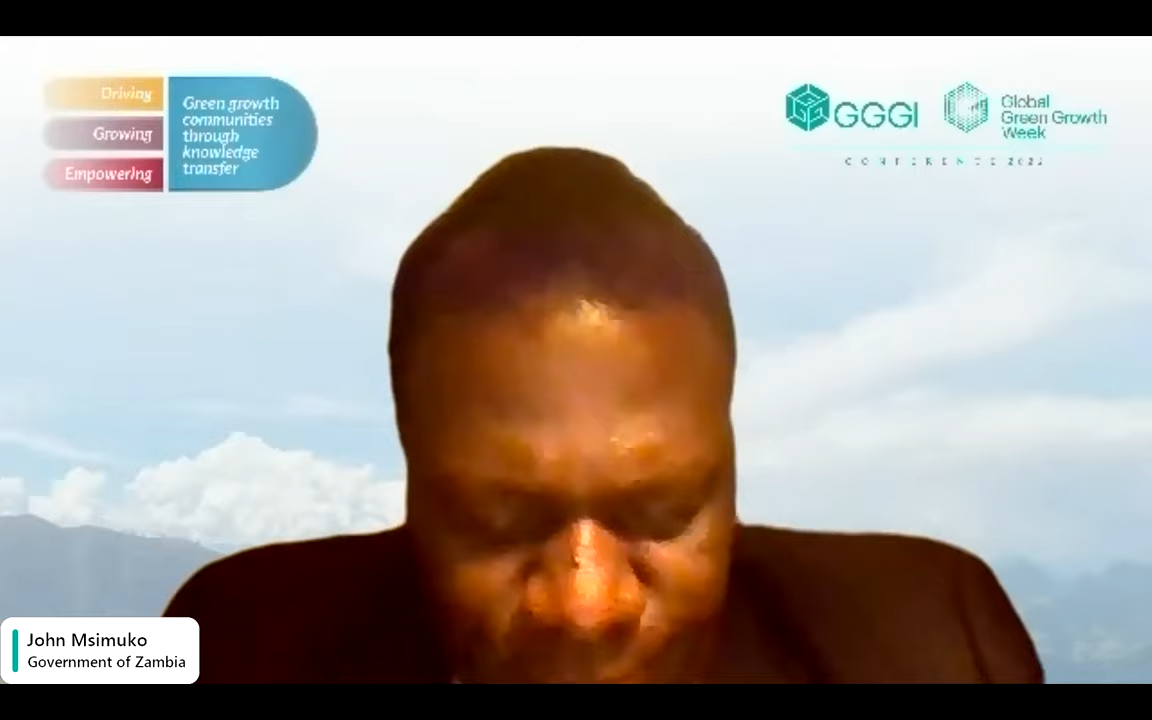 Driving
Growing
Empowering
Green growth
communities
through
knowledge
transfer
GGGI
Global
Green Growth
Week
John Msimuko
Government of Zambia